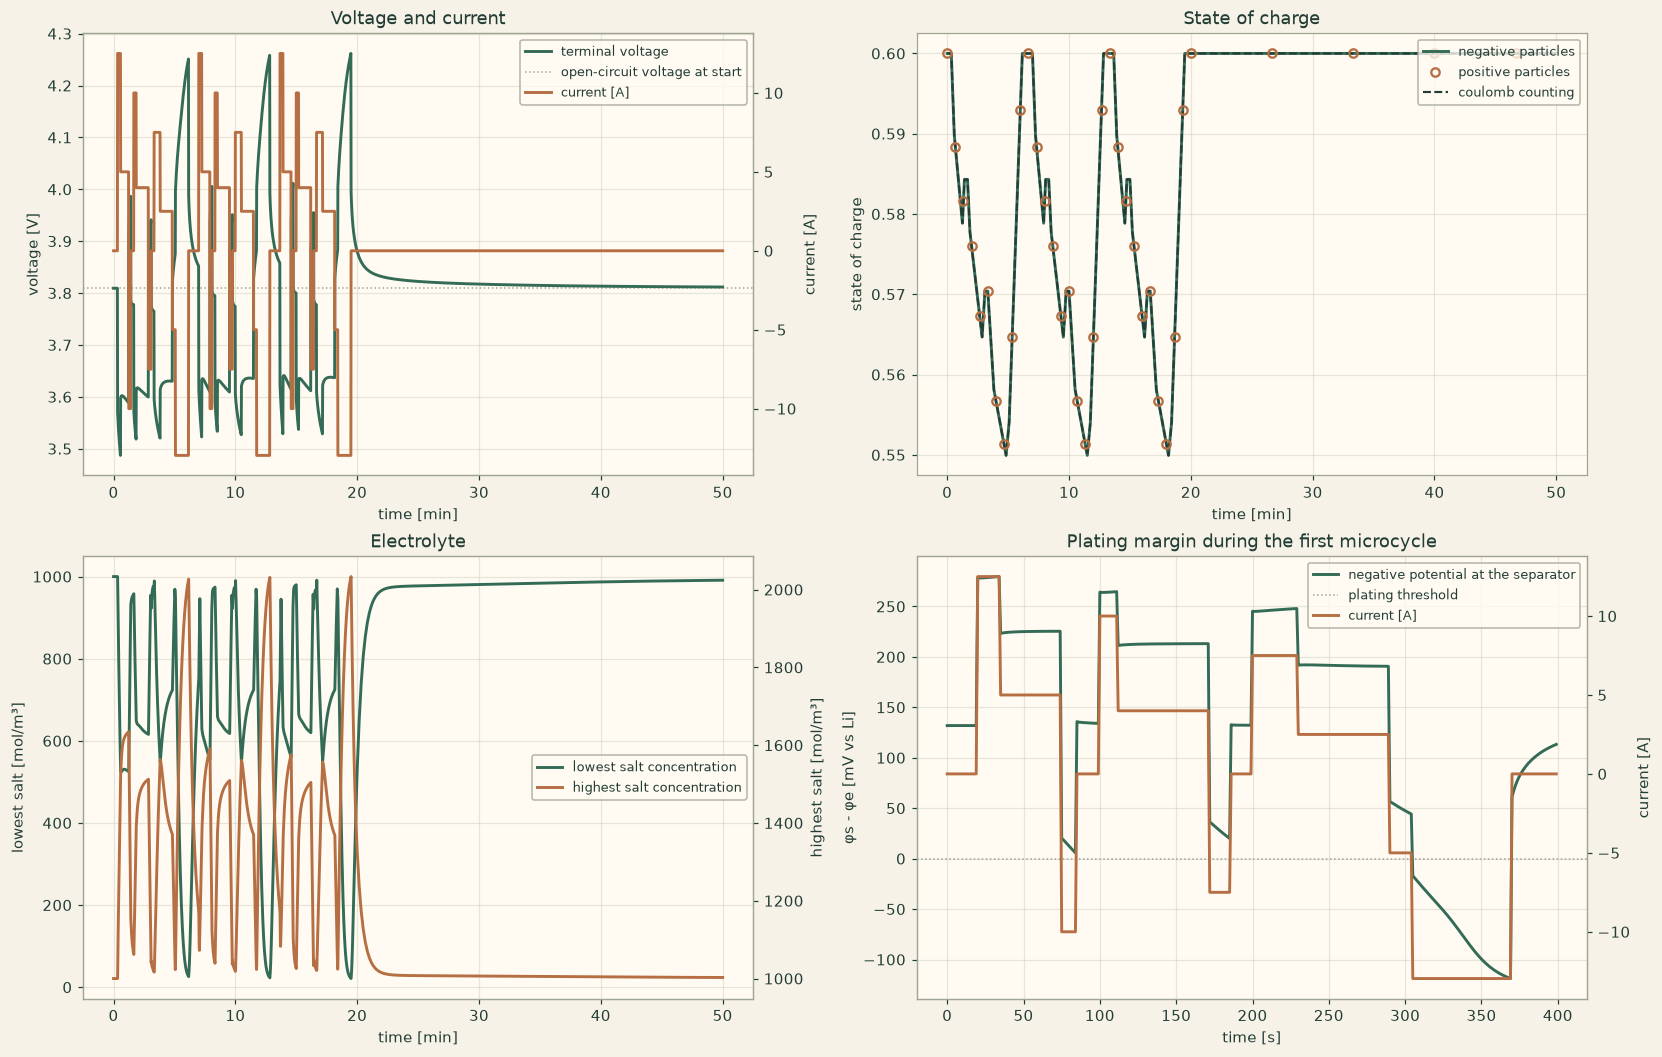 Voltage and current
4.3
4.2
4.1
4.0
3.9
3.8
3.7
3.6
3.5
voltage [V]
terminal voltage
open-circuit voltage at start
current [A]
10
5
0
−5
−10
current [A]
0 10 20 30 40 50
time [min]
State of charge
0.60
0.59
0.58
0.57
0.56
0.55
state of charge
negative particles
positive particles
coulomb counting
0 10 20 30 40 50
time [min]
Electrolyte
1000
800
600
400
200
0
lowest salt [mol/m³]
lowest salt concentration
highest salt concentration
2000
1800
1600
1400
1200
1000
highest salt [mol/m³]
0 10 20 30 40 50
time [min]
Plating margin during the first microcycle
250
200
150
100
50
0
−50
−100
φs - φe [mV vs Li]
negative potential at the separator
plating threshold
current [A]
10
5
0
−5
−10
current [A]
0 50 100 150 200 250 300 350 400
time [s]